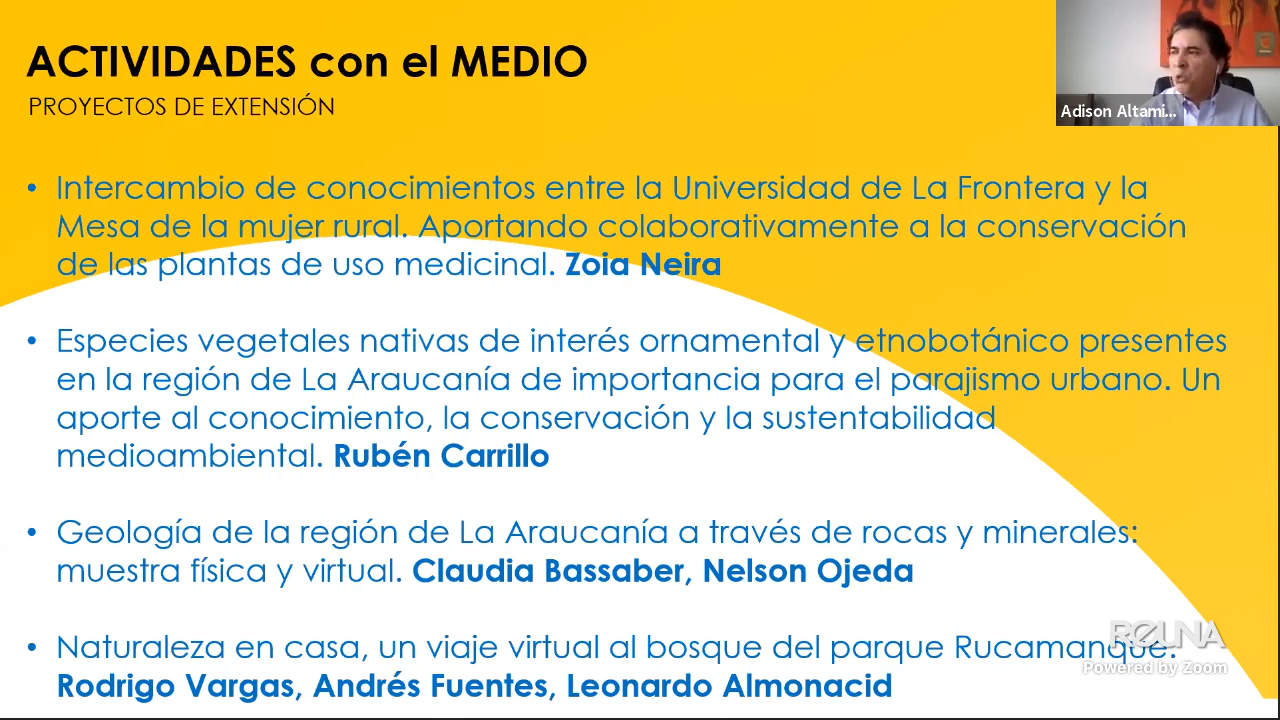 ACTIVIDADES con el MEDIO
PROYECTOS DE EXTENSIÓN
Adison Altami...
• Intercambio de conocimientos entre la Universidad de La Frontera y la
Mesa de la mujer rural. Aportando colaborativamente a la conservación
de las plantas de uso medicinal. Zoia Neira
• Especies vegetales nativas de interés ornamental y etnobotánico presentes
en la región de La Araucanía de importancia para el parajismo urbano. Un
aporte al conocimiento, la conservación y la sustentabilidad
medioambiental. Rubén Carrillo
• Geología de la región de La Araucanía a través de rocas y minerales:
muestra física y virtual. Claudia Bassaber, Nelson Ojeda
• Naturaleza en casa, un viaje virtual al bosque del parque Rucamanque.
Rodrigo Vargas, Andrés Fuentes, Leonardo Almonacid
REUNA
Powered by Zoom